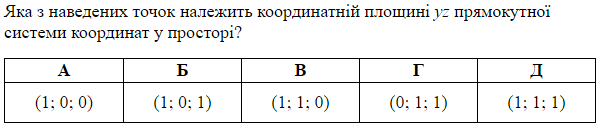 Яка з наведених точок належить координатній площині yz прямокутної
системи координат у просторі?
А Б В Г Д
(1; 0; 0) (1; 0; 1) (1; 1; 0) (0; 1; 1) (1; 1; 1)